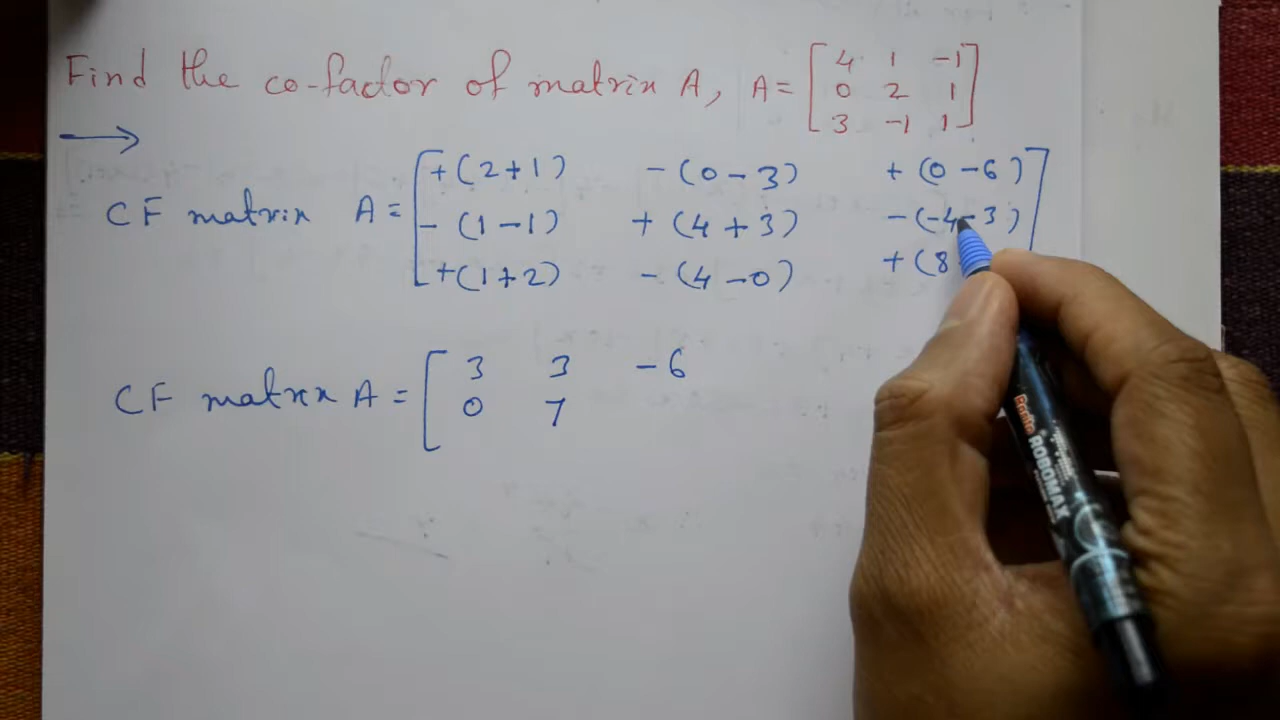 Find the co-factor of matrix A, A = [ 4 1 -1
0 2 1
3 -1 1 ]
CF matrix A = [ +(2+1) -(0-3) +(0-6)
-(1-1) +(4+3) -(-4-3)
+(1+2) -(4-0) +(8 ]
CF matrix A = [ 3 3 -6
0 7
Rorito ROBOMAX